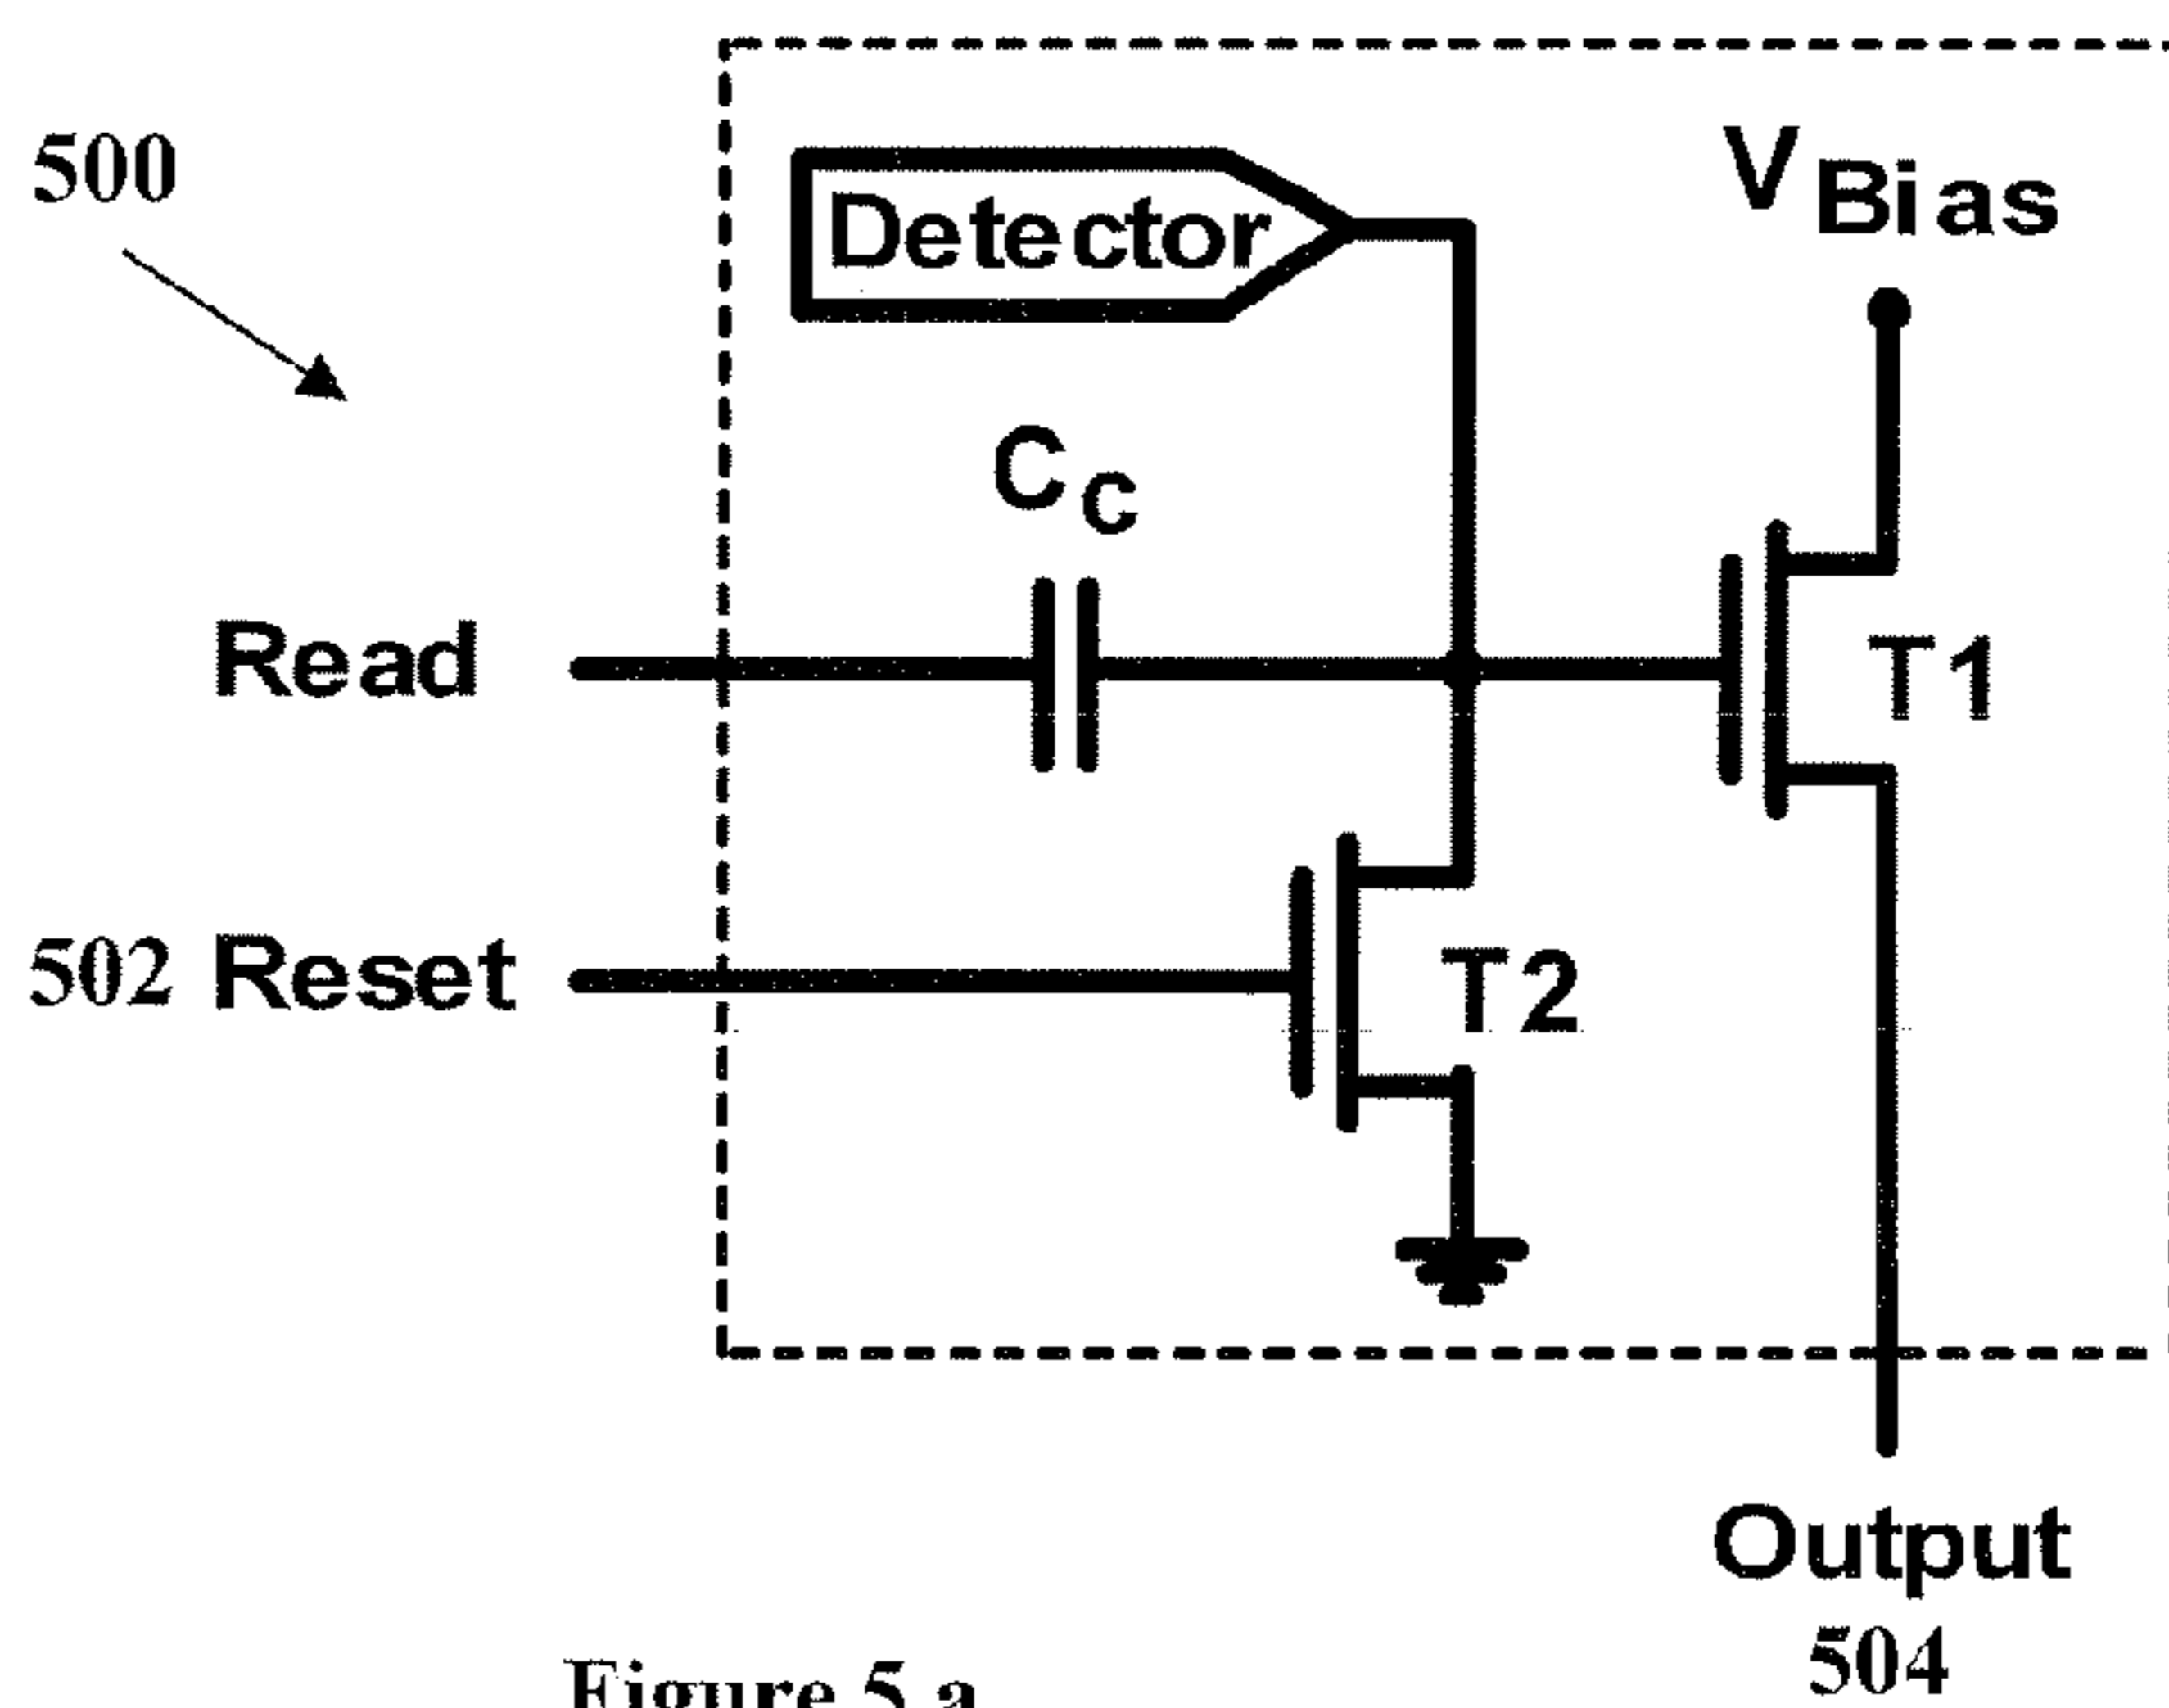 500
Detector
VBias
CC
Read
T1
502 Reset
T2
Output
504
Figure 5.a